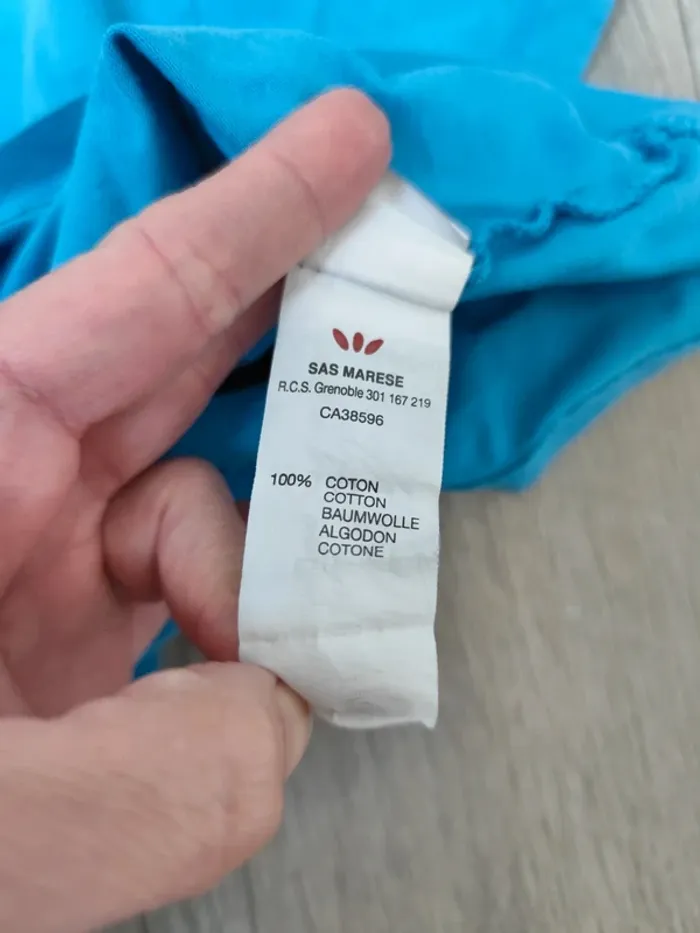 SAS MARESE
R.C.S. Grenoble 301 167 219
CA38596
100% COTON
COTTON
BAUMWOLLE
ALGODON
COTONE